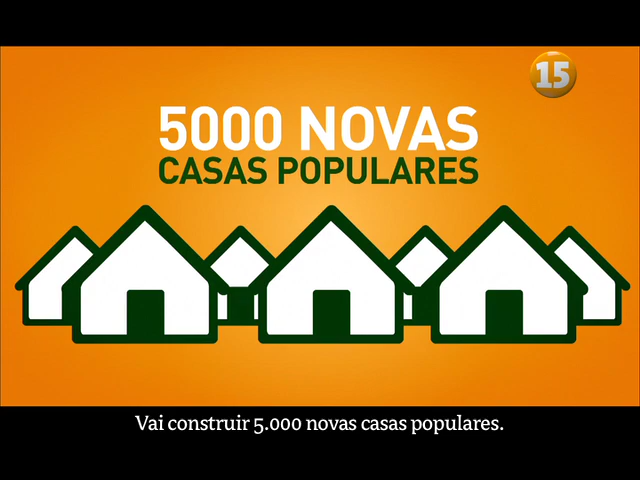 15
5000 NOVAS
CASAS POPULARES
Vai construir 5.000 novas casas populares.